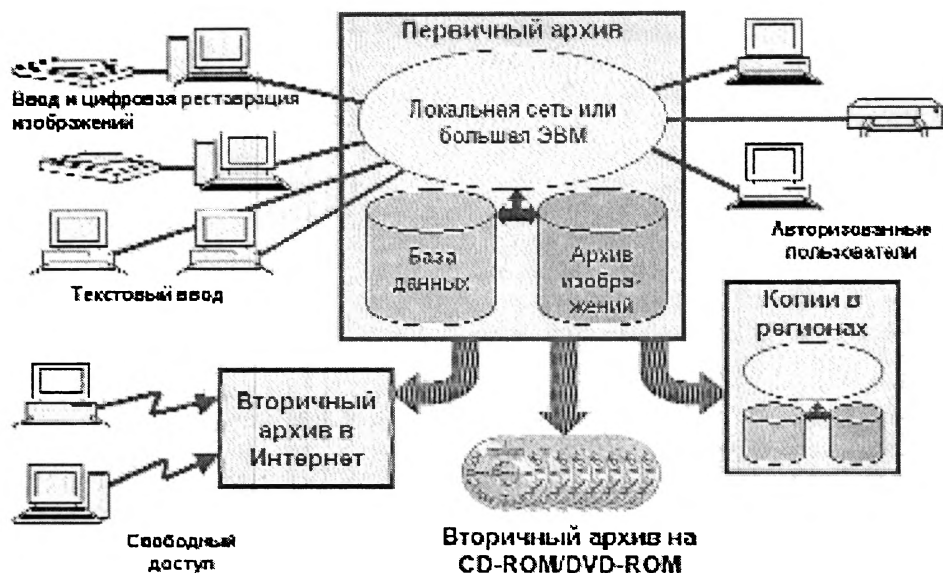 Первичный архив
Ввод и цифровая реставрация
изображений
Локальная сеть или
большая ЭВМ
База
данных
Архив
изобра-
жений
Текстовый ввод
Авторизованные
пользователи
Копии в
регионах
Вторичный
архив в
Интернет
Свободный
доступ
Вторичный архив на
CD-ROM/DVD-ROM